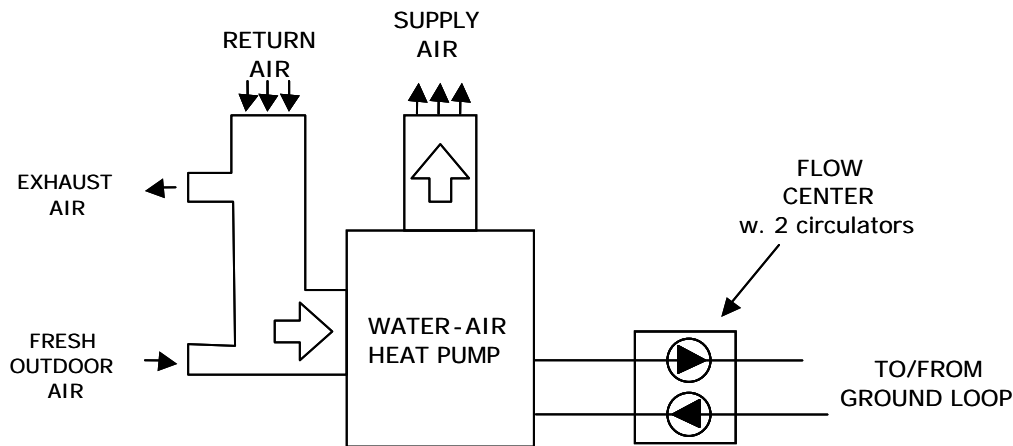 RETURN
AIR
SUPPLY
AIR
EXHAUST
AIR
FLOW
CENTER
w. 2 circulators
FRESH
OUTDOOR
AIR
WATER-AIR
HEAT PUMP
TO/FROM
GROUND LOOP